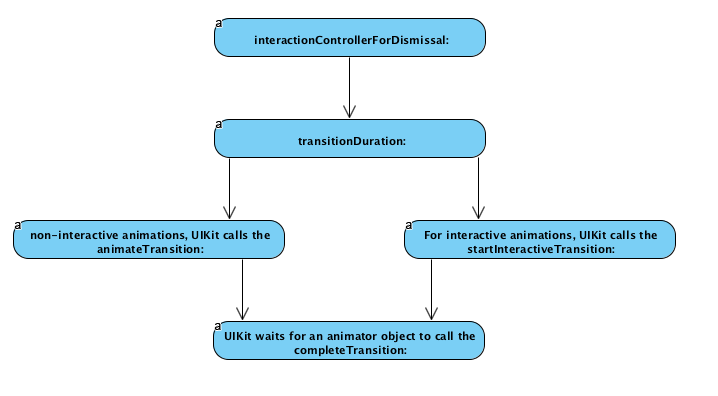 a
interactionControllerForDismissal:
a
transitionDuration:
a
non-interactive animations, UIKit calls the
animateTransition:
a
For interactive animations, UIKit calls the
startInteractiveTransition:
a
UIKit waits for an animator object to call the
completeTransition: